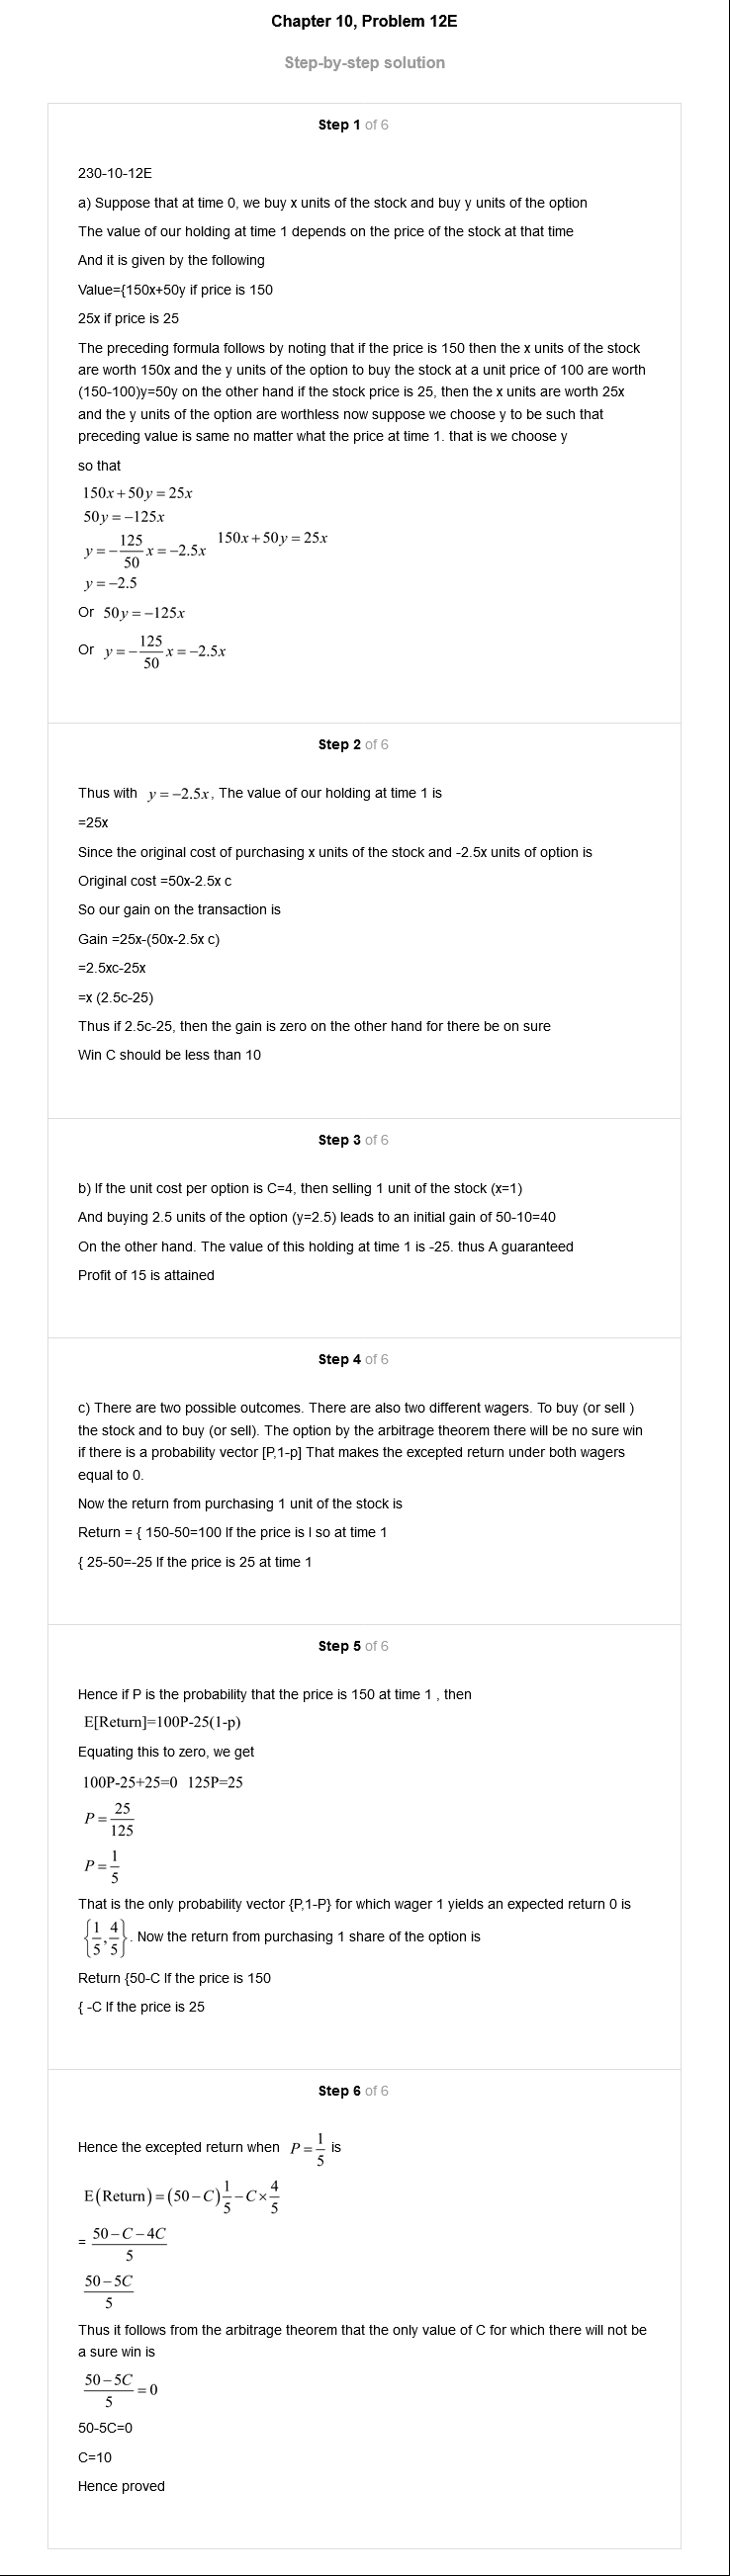 Chapter 10, Problem 12E
Step-by-step solution
Step 1 of 6
230-10-12E
a) Suppose that at time 0, we buy x units of the stock and buy y units of the option
The value of our holding at time 1 depends on the price of the stock at that time
And it is given by the following
Value={150x+50y if price is 150
25x if price is 25
The preceding formula follows by noting that if the price is 150 then the x units of the stock
are worth 150x and the y units of the option to buy the stock at a unit price of 100 are worth
(150-100)y=50y on the other hand if the stock price is 25, then the x units are worth 25x
and the y units of the option are worthless now suppose we choose y to be such that
preceding value is same no matter what the price at time 1. that is we choose y
so that
150x+50y=25x
50y=−125x
y=−125/50 x=−2.5x 150x+50y=25x
y=−2.5
Or 50y=−125x
Or y=−125/50 x=−2.5x
Step 2 of 6
Thus with y=−2.5x, The value of our holding at time 1 is
=25x
Since the original cost of purchasing x units of the stock and -2.5x units of option is
Original cost =50x-2.5x c
So our gain on the transaction is
Gain =25x-(50x-2.5x c)
=2.5xc-25x
=x (2.5c-25)
Thus if 2.5c-25, then the gain is zero on the other hand for there be on sure
Win C should be less than 10
Step 3 of 6
b) If the unit cost per option is C=4, then selling 1 unit of the stock (x=1)
And buying 2.5 units of the option (y=2.5) leads to an initial gain of 50-10=40
On the other hand. The value of this holding at time 1 is -25. thus A guaranteed
Profit of 15 is attained
Step 4 of 6
c) There are two possible outcomes. There are also two different wagers. To buy (or sell )
the stock and to buy (or sell). The option by the arbitrage theorem there will be no sure win
if there is a probability vector [P,1-p] That makes the excepted return under both wagers
equal to 0.
Now the return from purchasing 1 unit of the stock is
Return = { 150-50=100 If the price is l so at time 1
{ 25-50=-25 If the price is 25 at time 1
Step 5 of 6
Hence if P is the probability that the price is 150 at time 1 , then
E[Return]=100P-25(1-p)
Equating this to zero, we get
100P-25+25=0 125P=25
P=25/125
P=1/5
That is the only probability vector {P,1-P} for which wager 1 yields an expected return 0 is
{1/5,4/5}. Now the return from purchasing 1 share of the option is
Return {50-C If the price is 150
{ -C If the price is 25
Step 6 of 6
Hence the excepted return when P=1/5 is
E(Return)=(50−C)1/5−C×4/5
= (50−C−4C)/5
(50−5C)/5
Thus it follows from the arbitrage theorem that the only value of C for which there will not be
a sure win is
(50−5C)/5=0
50-5C=0
C=10
Hence proved